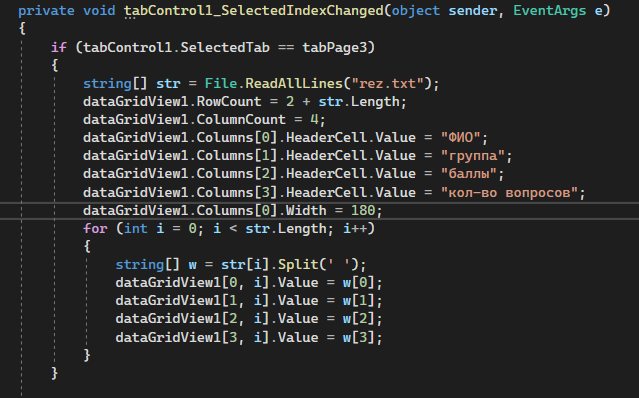 private void tabControl1_SelectedIndexChanged(object sender, EventArgs e)
{
if (tabControl1.SelectedTab == tabPage3)
{
string[] str = File.ReadAllLines("rez.txt");
dataGridView1.RowCount = 2 + str.Length;
dataGridView1.ColumnCount = 4;
dataGridView1.Columns[0].HeaderCell.Value = "ФИО";
dataGridView1.Columns[1].HeaderCell.Value = "группа";
dataGridView1.Columns[2].HeaderCell.Value = "баллы";
dataGridView1.Columns[3].HeaderCell.Value = "кол-во вопросов";
dataGridView1.Columns[0].Width = 180;
for (int i = 0; i < str.Length; i++)
{
string[] w = str[i].Split(' ');
dataGridView1[0, i].Value = w[0];
dataGridView1[1, i].Value = w[1];
dataGridView1[2, i].Value = w[2];
dataGridView1[3, i].Value = w[3];
}
}